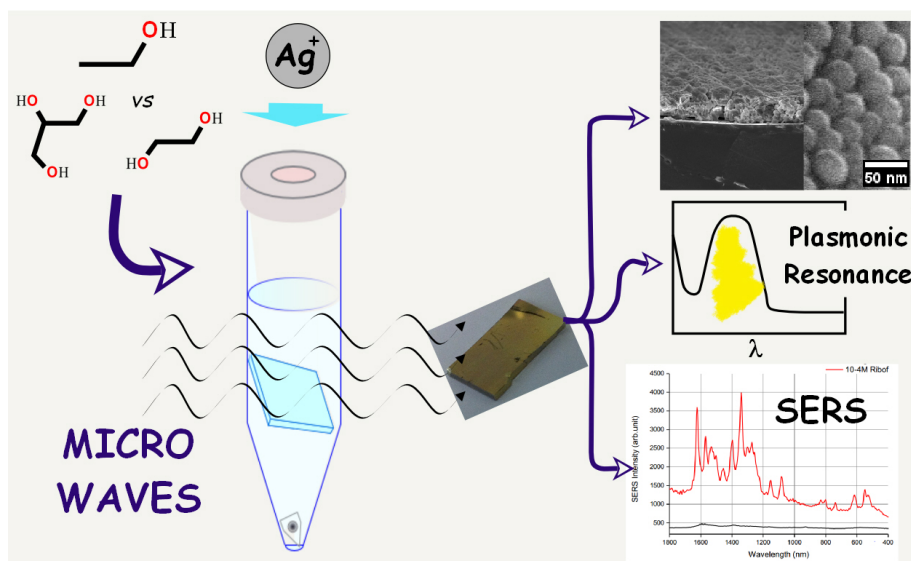 OH
Ag+
HO
OH
vs
OH
OH
HO
MICRO
WAVES
50 nm
Plasmonic
Resonance
λ
10-4M Ribof
SERS
SERS Intensity (arb.unit)
4500
4000
3500
3000
2500
2000
1500
1000
500
1800
1600
1400
1200
1000
800
600
400
Wavelength (nm)